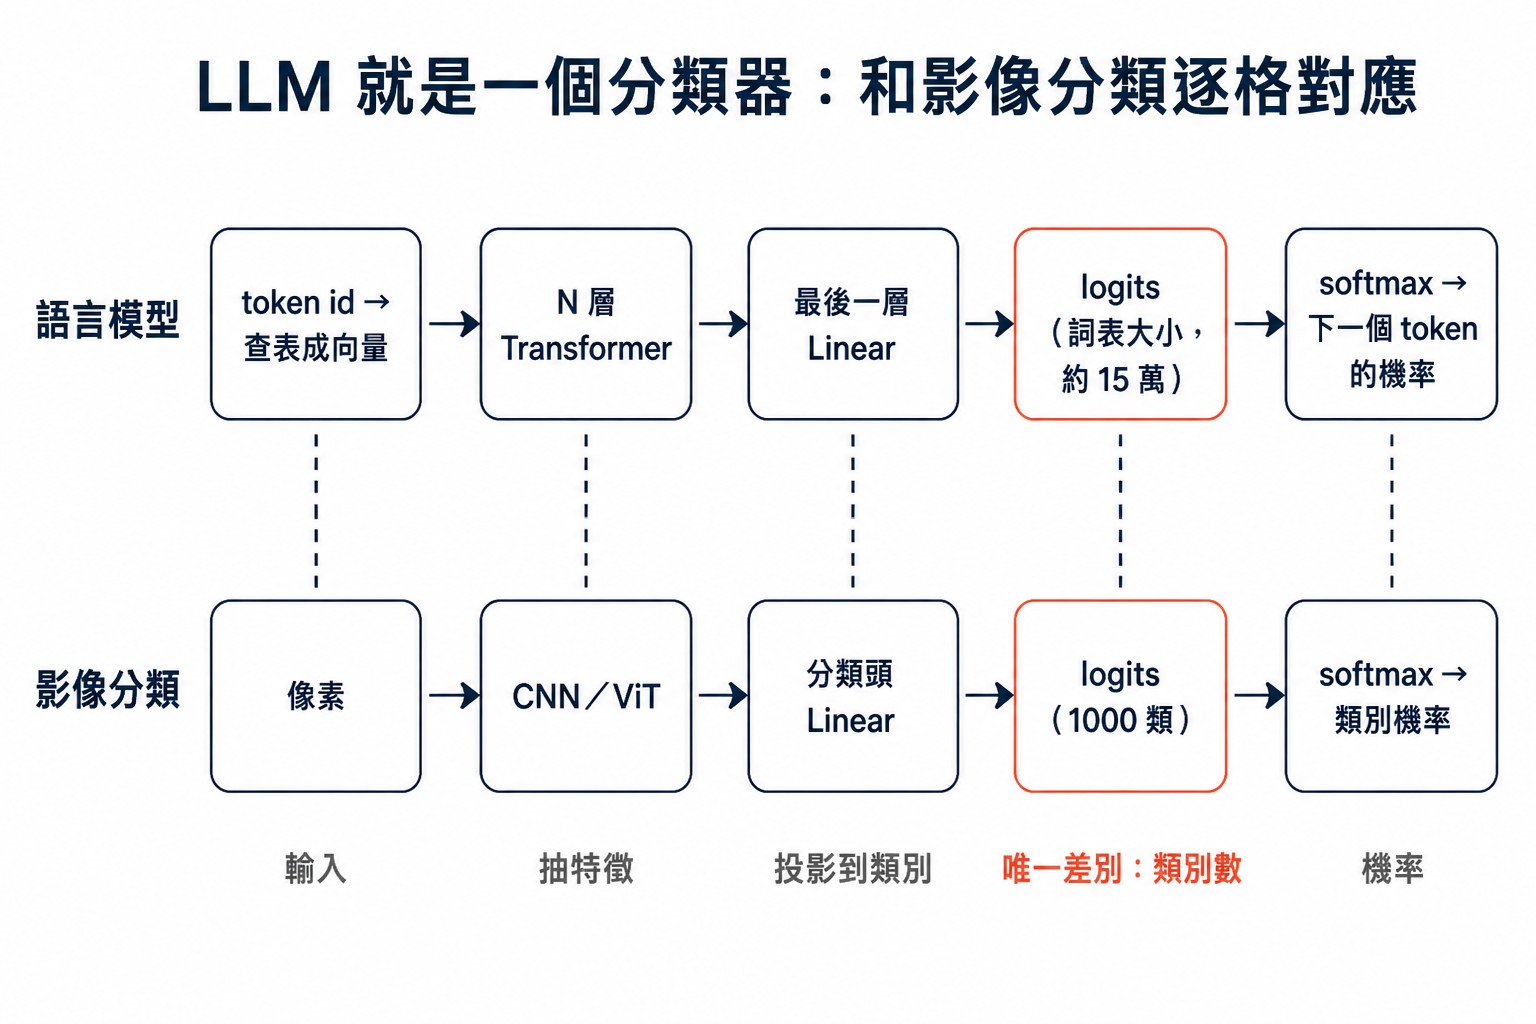 LLM 就是一個分類器：和影像分類逐格對應
語言模型
token id →
查表成向量
N 層
Transformer
最後一層
Linear
logits
（詞表大小，
約 15 萬）
softmax →
下一個 token
的機率
影像分類
像素
CNN／ViT
分類頭
Linear
logits
（1000 類）
softmax →
類別機率
輸入
抽特徵
投影到類別
唯一差別：類別數
機率